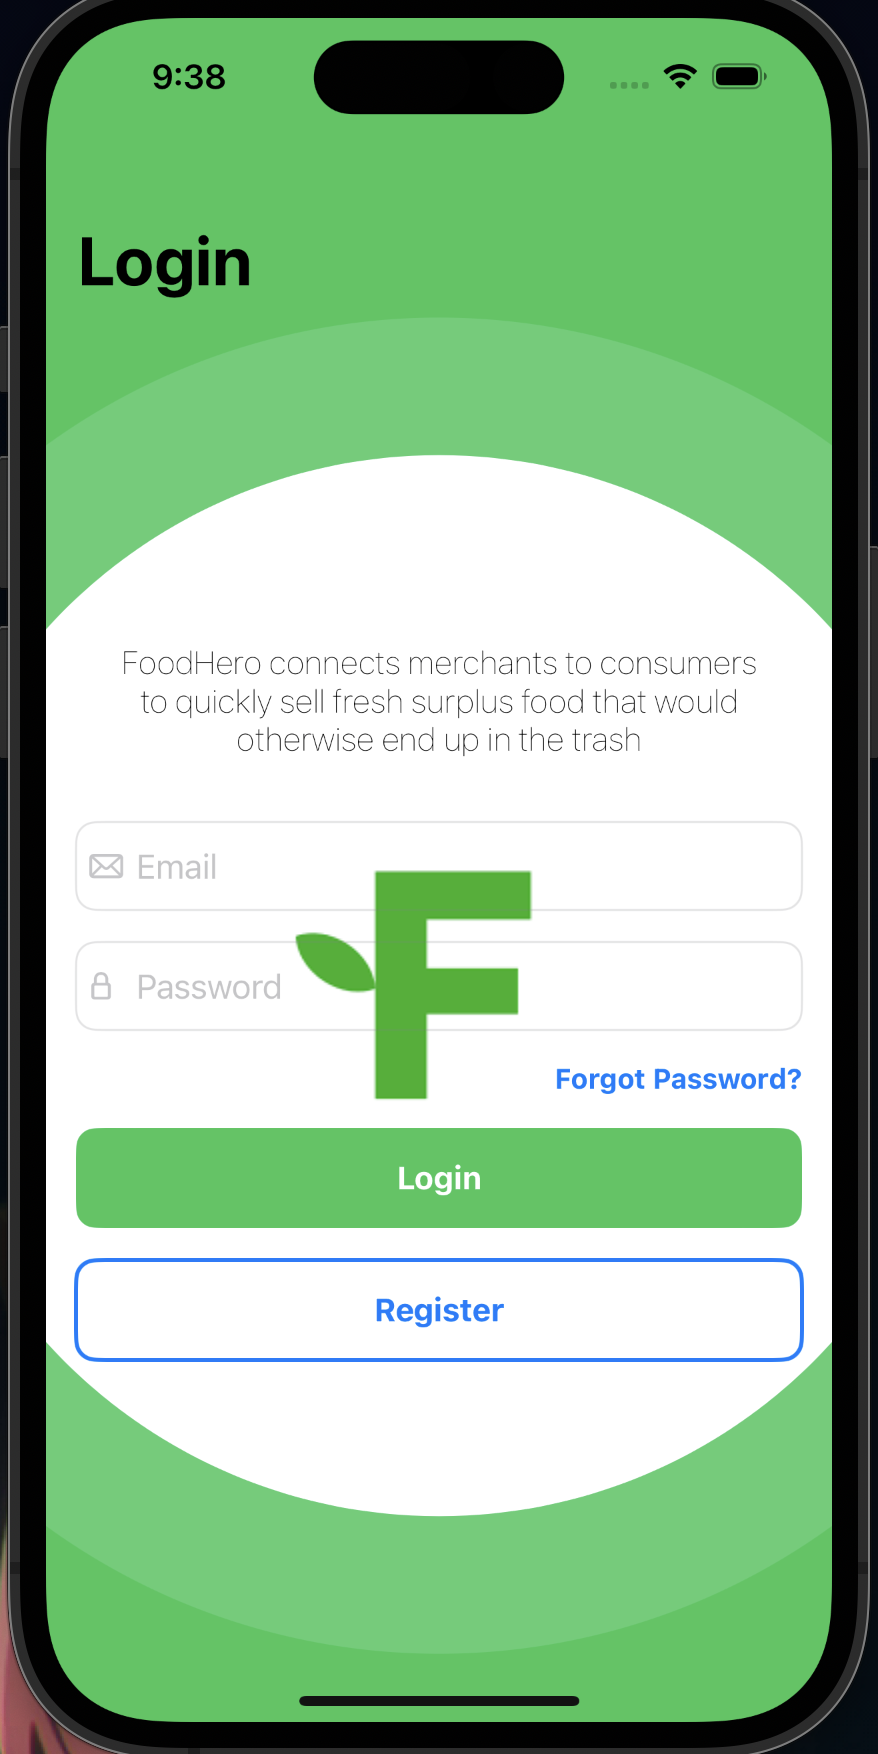 9:38
Login
FoodHero connects merchants to consumers
to quickly sell fresh surplus food that would
otherwise end up in the trash
Email
F
Password
Forgot Password?
Login
Register